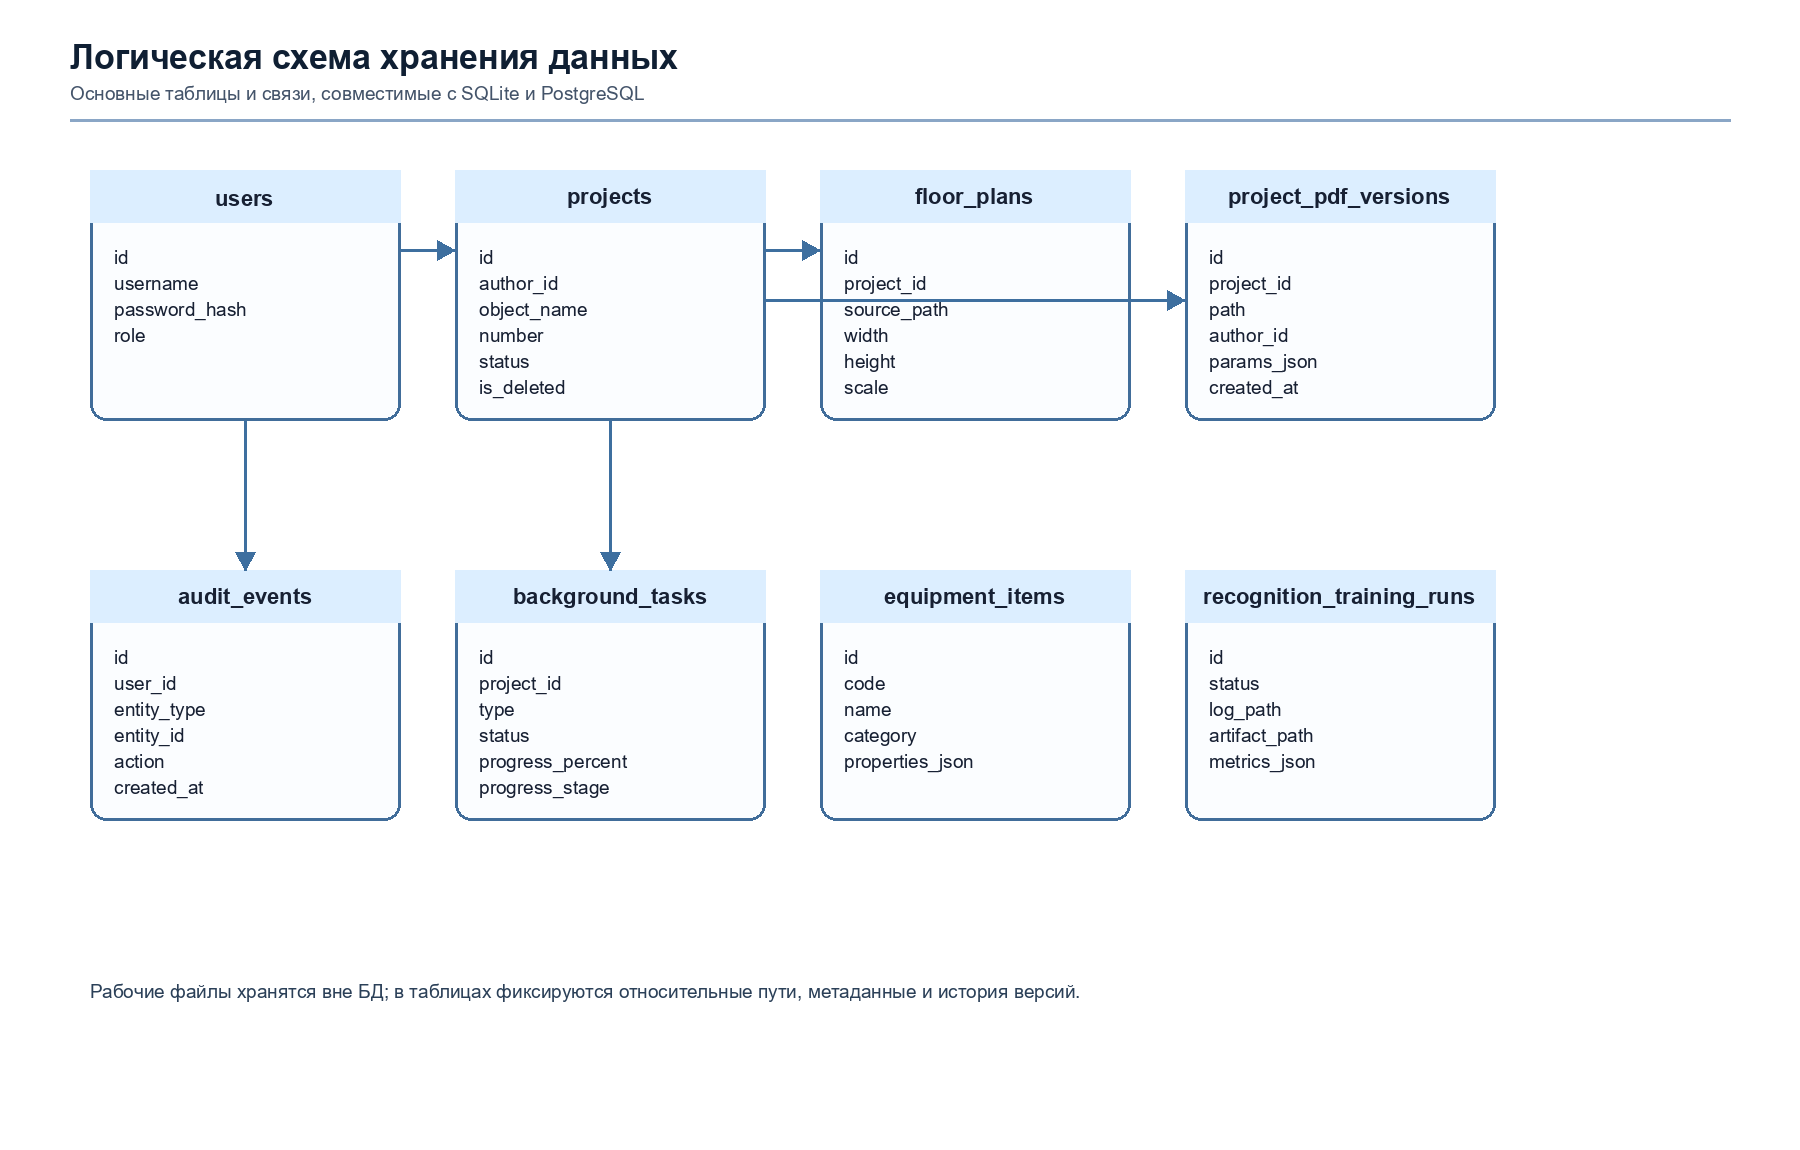 Логическая схема хранения данных
Основные таблицы и связи, совместимые с SQLite и PostgreSQL
users
id
username
password_hash
role
projects
id
author_id
object_name
number
status
is_deleted
floor_plans
id
project_id
source_path
width
height
scale
project_pdf_versions
id
project_id
path
author_id
params_json
created_at
audit_events
id
user_id
entity_type
entity_id
action
created_at
background_tasks
id
project_id
type
status
progress_percent
progress_stage
equipment_items
id
code
name
category
properties_json
recognition_training_runs
id
status
log_path
artifact_path
metrics_json
Рабочие файлы хранятся вне БД; в таблицах фиксируются относительные пути, метаданные и история версий.